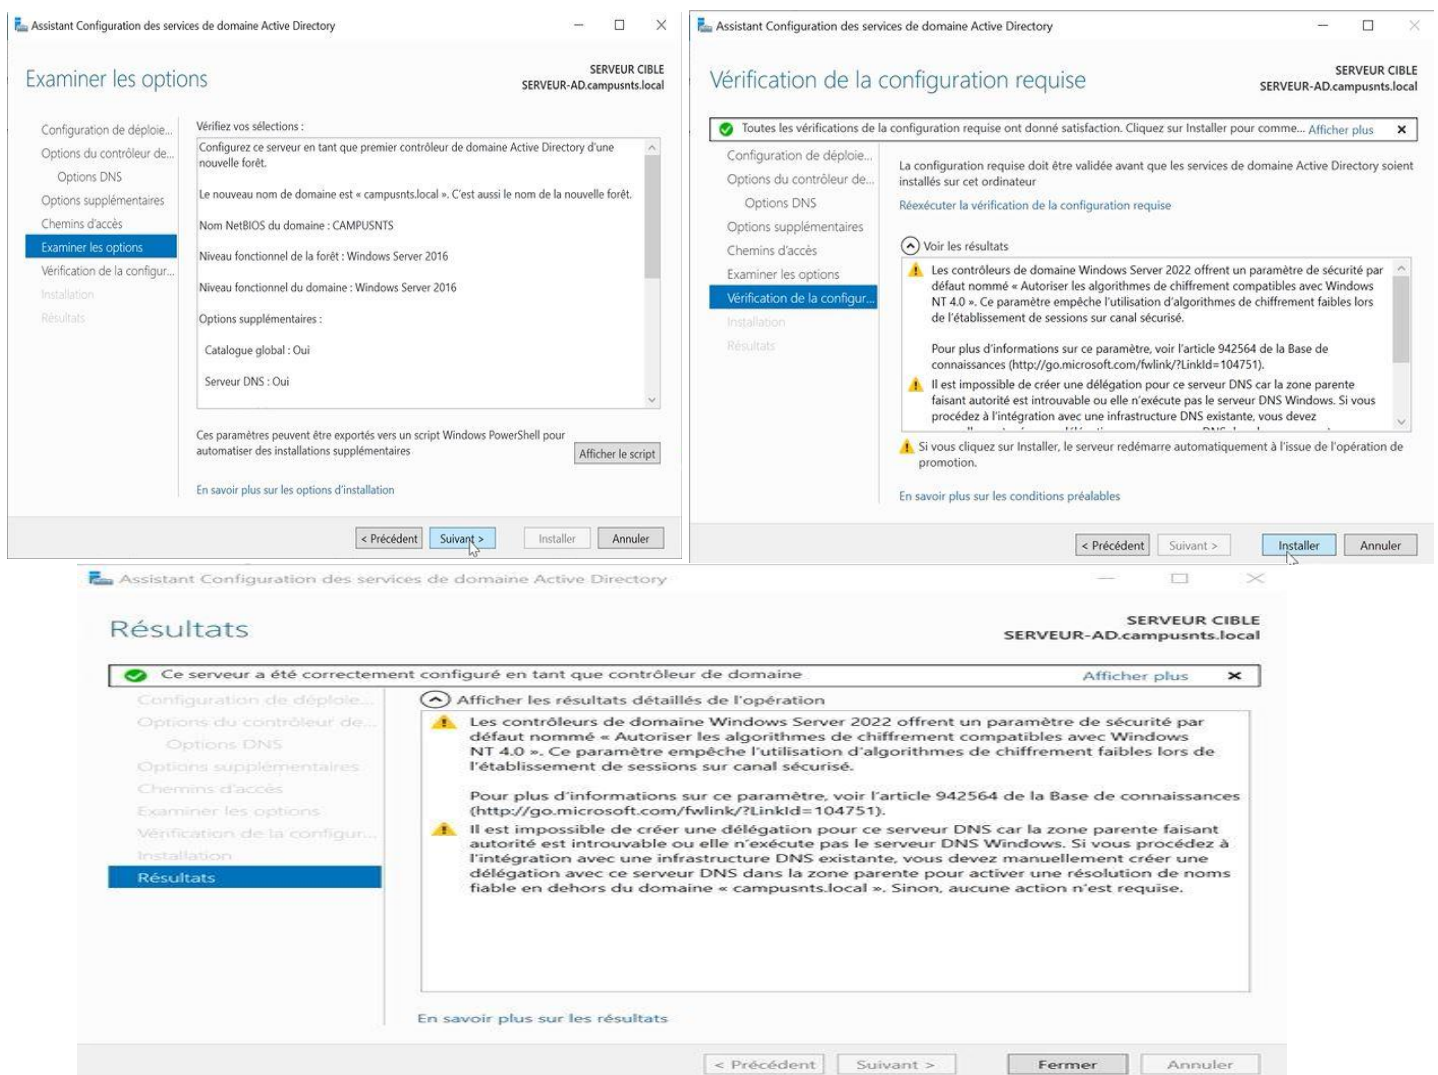 Assistant Configuration des services de domaine Active Directory
Examiner les options
SERVEUR CIBLE
SERVEUR-AD.campusnts.local
Configuration de déploie...
Options du contrôleur de...
Options DNS
Options supplémentaires
Chemins d'accès
Examiner les options
Vérification de la configur...
Installation
Résultats
Vérifiez vos sélections :
Configurez ce serveur en tant que premier contrôleur de domaine Active Directory d'une
nouvelle forêt.
Le nouveau nom de domaine est « campusnts.local ». C'est aussi le nom de la nouvelle forêt.
Nom NetBIOS du domaine : CAMPUSNTS
Niveau fonctionnel de la forêt : Windows Server 2016
Niveau fonctionnel du domaine : Windows Server 2016
Options supplémentaires :
Catalogue global : Oui
Serveur DNS : Oui
Ces paramètres peuvent être exportés vers un script Windows PowerShell pour
automatiser des installations supplémentaires
Afficher le script
En savoir plus sur les options d'installation
< Précédent
Suivant >
Installer
Annuler
Assistant Configuration des services de domaine Active Directory
Vérification de la configuration requise
SERVEUR CIBLE
SERVEUR-AD.campusnts.local
Toutes les vérifications de la configuration requise ont donné satisfaction. Cliquez sur Installer pour comme... Afficher plus
Configuration de déploie...
Options du contrôleur de...
Options DNS
Options supplémentaires
Chemins d'accès
Examiner les options
Vérification de la configur...
Installation
Résultats
La configuration requise doit être validée avant que les services de domaine Active Directory soient
installés sur cet ordinateur
Réexécuter la vérification de la configuration requise
Voir les résultats
Les contrôleurs de domaine Windows Server 2022 offrent un paramètre de sécurité par
défaut nommé « Autoriser les algorithmes de chiffrement compatibles avec Windows
NT 4.0 ». Ce paramètre empêche l'utilisation d'algorithmes de chiffrement faibles lors
de l'établissement de sessions sur canal sécurisé.
Pour plus d'informations sur ce paramètre, voir l'article 942564 de la Base de
connaissances (http://go.microsoft.com/fwlink/?LinkId=104751).
Il est impossible de créer une délégation pour ce serveur DNS car la zone parente
faisant autorité est introuvable ou elle n'exécute pas le serveur DNS Windows. Si vous
procédez à l'intégration avec une infrastructure DNS existante, vous devez
Si vous cliquez sur Installer, le serveur redémarre automatiquement à l'issue de l'opération de
promotion.
En savoir plus sur les conditions préalables
< Précédent
Suivant >
Installer
Annuler
Assistant Configuration des services de domaine Active Directory
Résultats
SERVEUR CIBLE
SERVEUR-AD.campusnts.local
Ce serveur a été correctement configuré en tant que contrôleur de domaine
Afficher plus
Configuration de déploie...
Options du contrôleur de...
Options DNS
Options supplémentaires
Chemins d'accès
Examiner les options
Vérification de la configur...
Installation
Résultats
Afficher les résultats détaillés de l'opération
Les contrôleurs de domaine Windows Server 2022 offrent un paramètre de sécurité par
défaut nommé « Autoriser les algorithmes de chiffrement compatibles avec Windows
NT 4.0 ». Ce paramètre empêche l'utilisation d'algorithmes de chiffrement faibles lors de
l'établissement de sessions sur canal sécurisé.
Pour plus d'informations sur ce paramètre, voir l'article 942564 de la Base de connaissances
(http://go.microsoft.com/fwlink/?LinkId=104751).
Il est impossible de créer une délégation pour ce serveur DNS car la zone parente faisant
autorité est introuvable ou elle n'exécute pas le serveur DNS Windows. Si vous procédez à
l'intégration avec une infrastructure DNS existante, vous devez manuellement créer une
délégation avec ce serveur DNS dans la zone parente pour activer une résolution de noms
fiable en dehors du domaine « campusnts.local ». Sinon, aucune action n'est requise.
En savoir plus sur les résultats
< Précédent
Suivant >
Fermer
Annuler